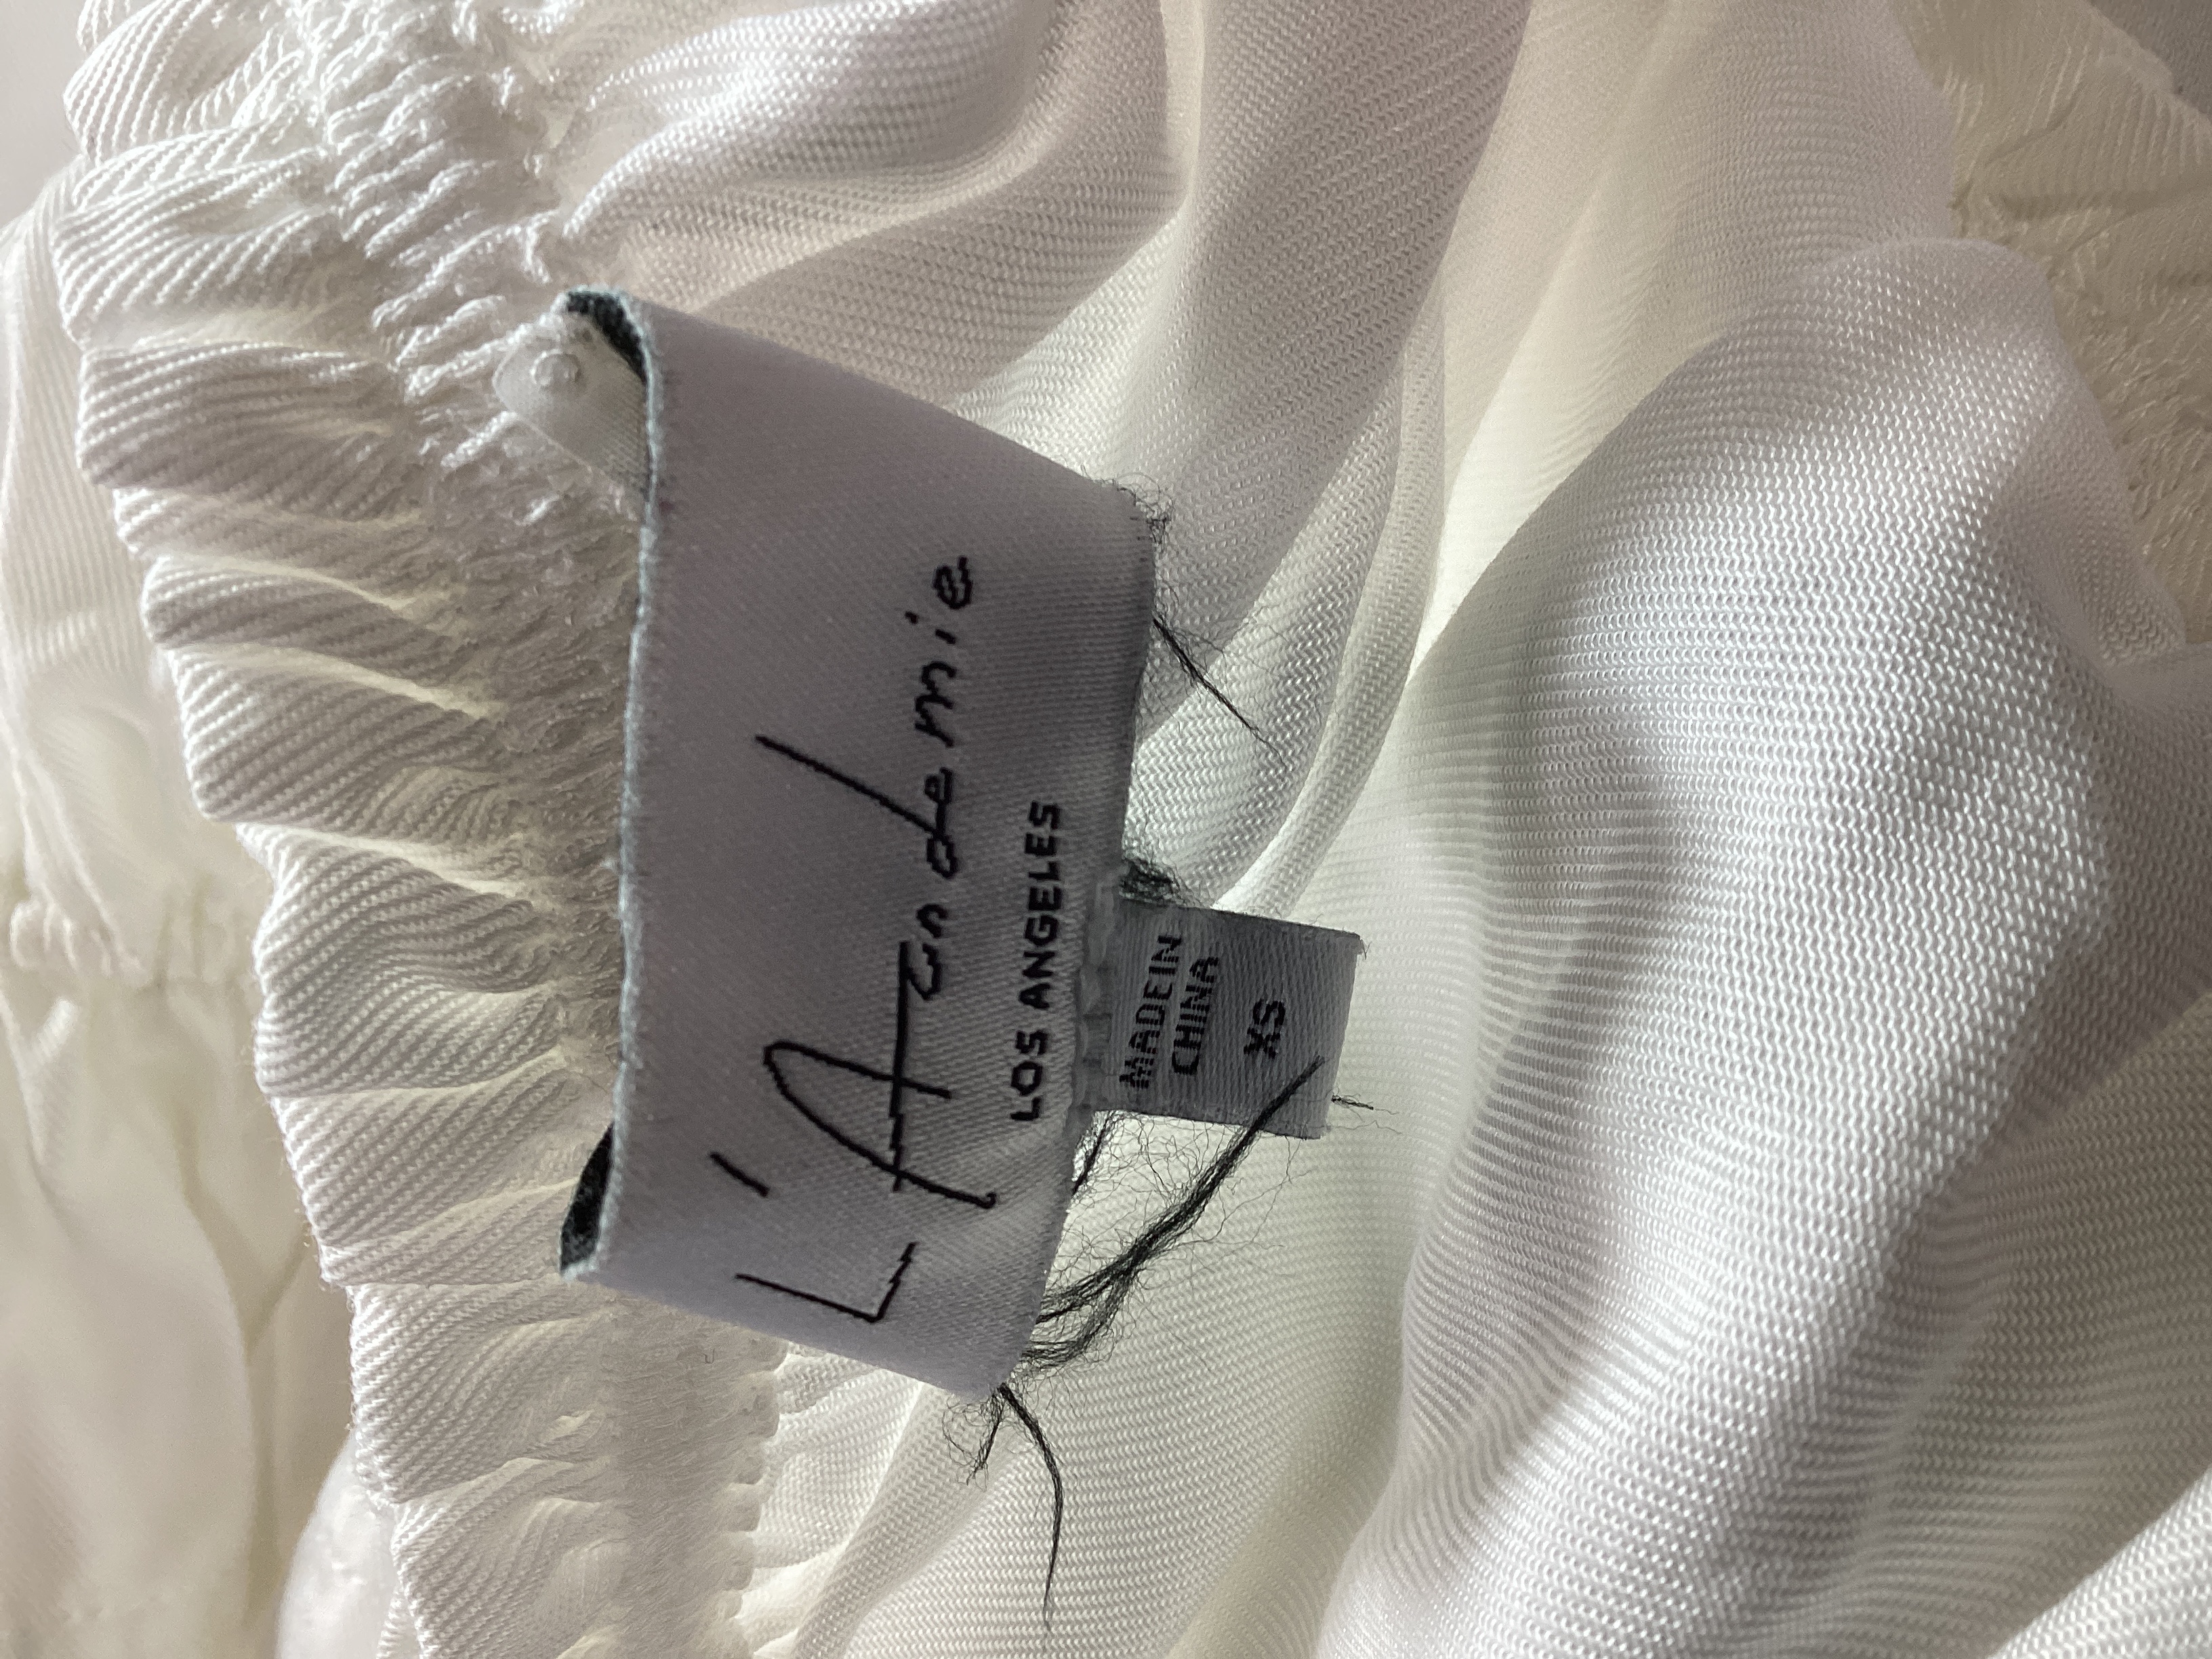 L'Academie
LOS ANGELES
MADE IN
CHINA
XS